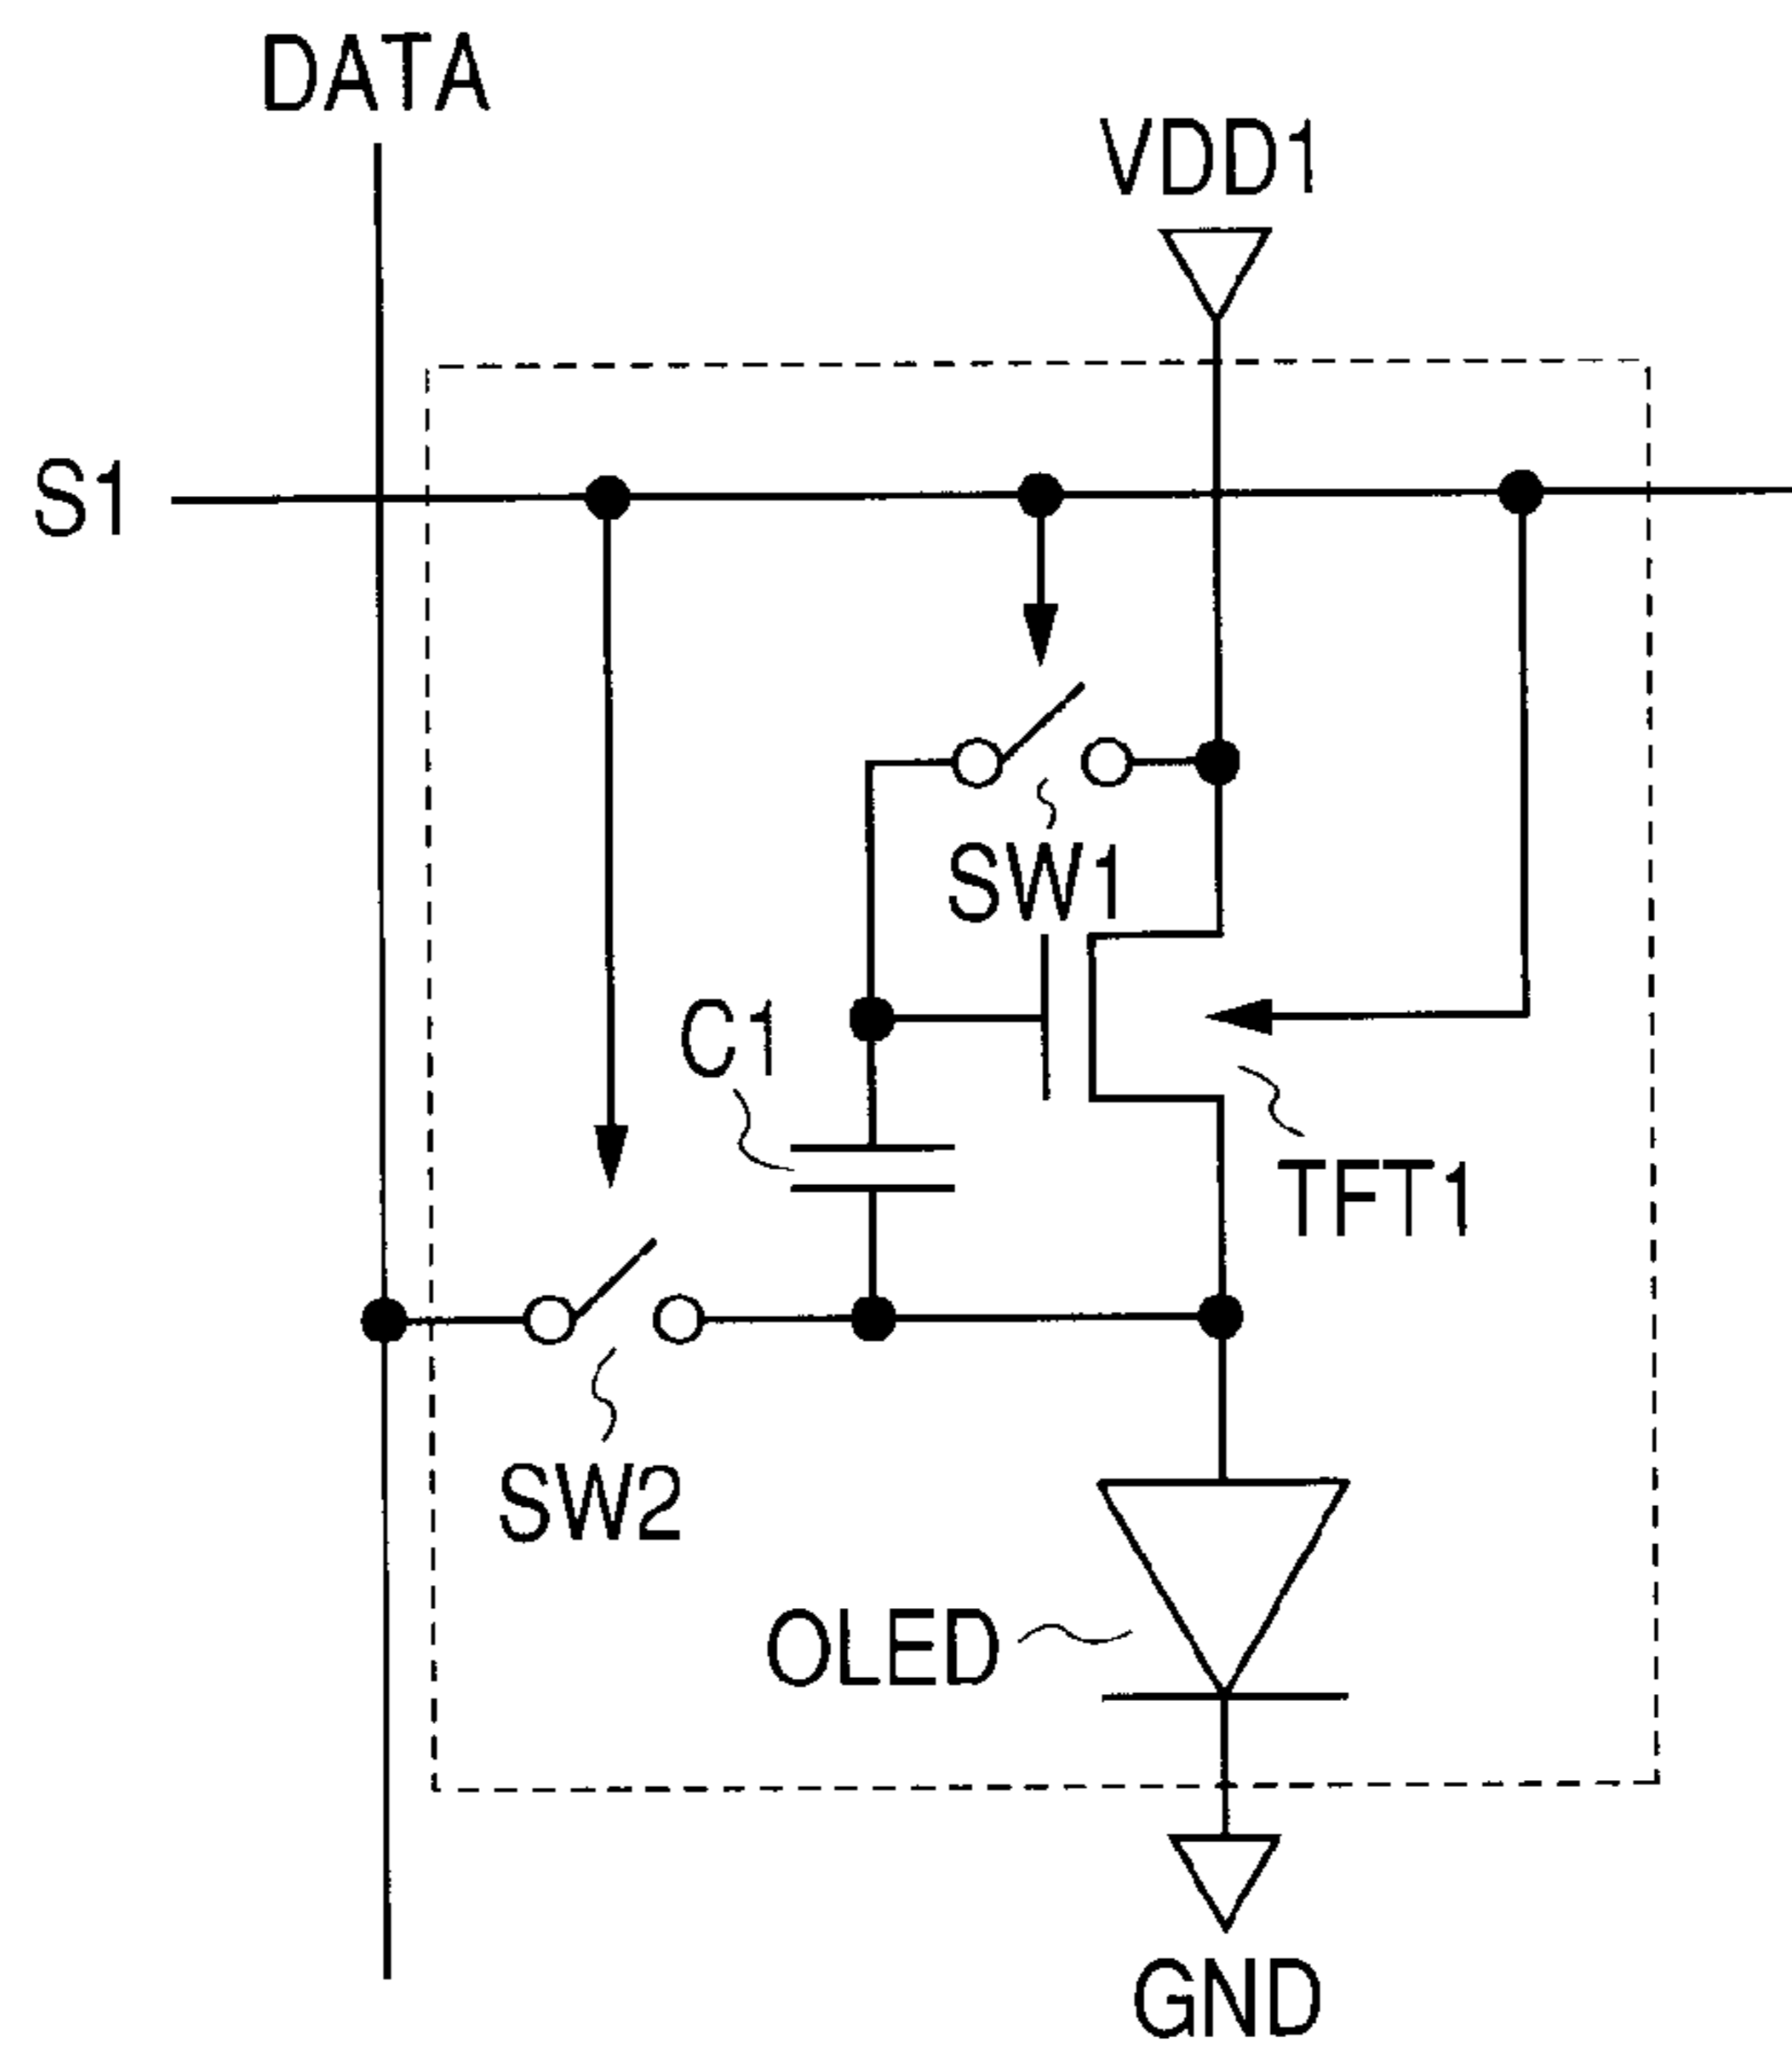 DATA
VDD1
S1
SW1
C1
TFT1
SW2
OLED
GND